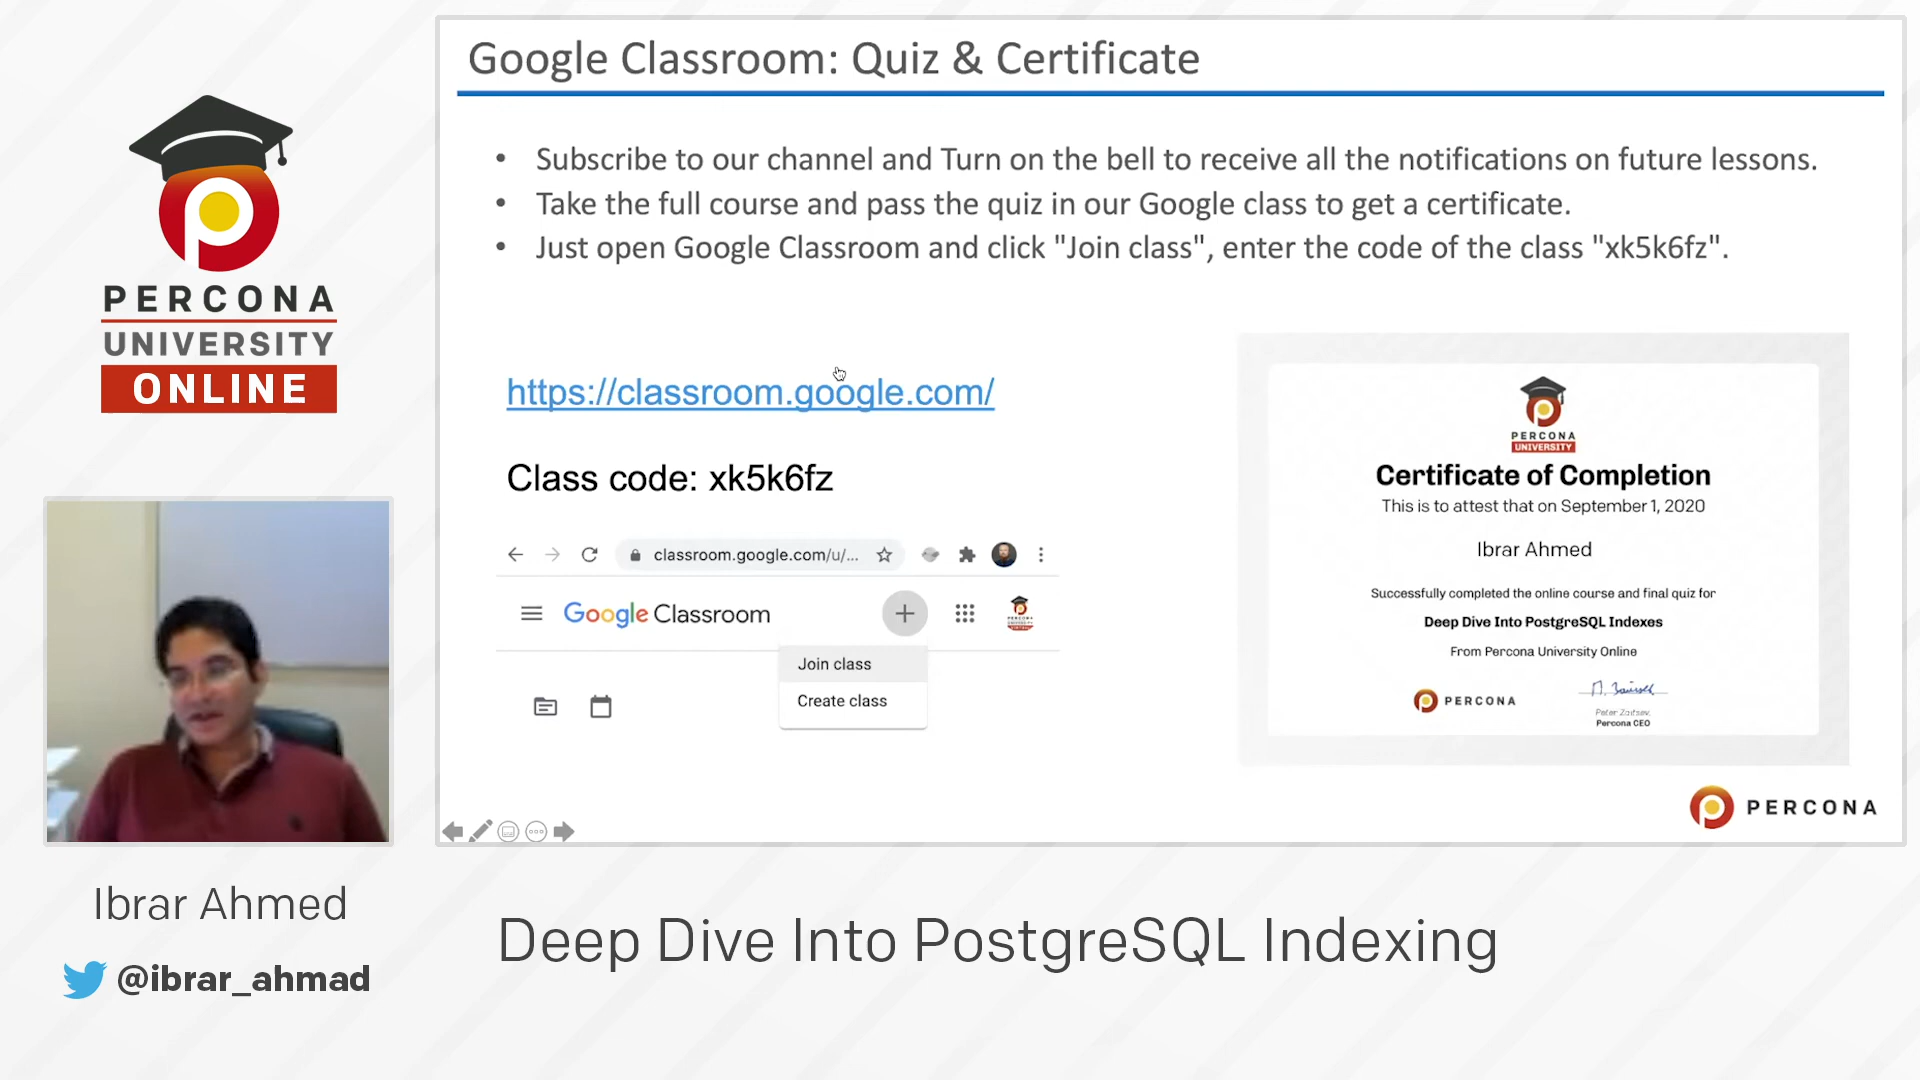 PERCONA
UNIVERSITY
ONLINE
Ibrar Ahmed
@ibrar_ahmad
Google Classroom: Quiz & Certificate
• Subscribe to our channel and Turn on the bell to receive all the notifications on future lessons.
• Take the full course and pass the quiz in our Google class to get a certificate.
• Just open Google Classroom and click "Join class", enter the code of the class "xk5k6fz".
https://classroom.google.com/
Class code: xk5k6fz
classroom.google.com/u/...
Google Classroom
PERCONA
Join class
Create class
PERCONA
UNIVERSITY
Certificate of Completion
This is to attest that on September 1, 2020
Ibrar Ahmed
Successfully completed the online course and final quiz for
Deep Dive Into PostgreSQL Indexes
From Percona University Online
PERCONA
Peter Zaitsev,
Percona CEO
PERCONA
Deep Dive Into PostgreSQL Indexing